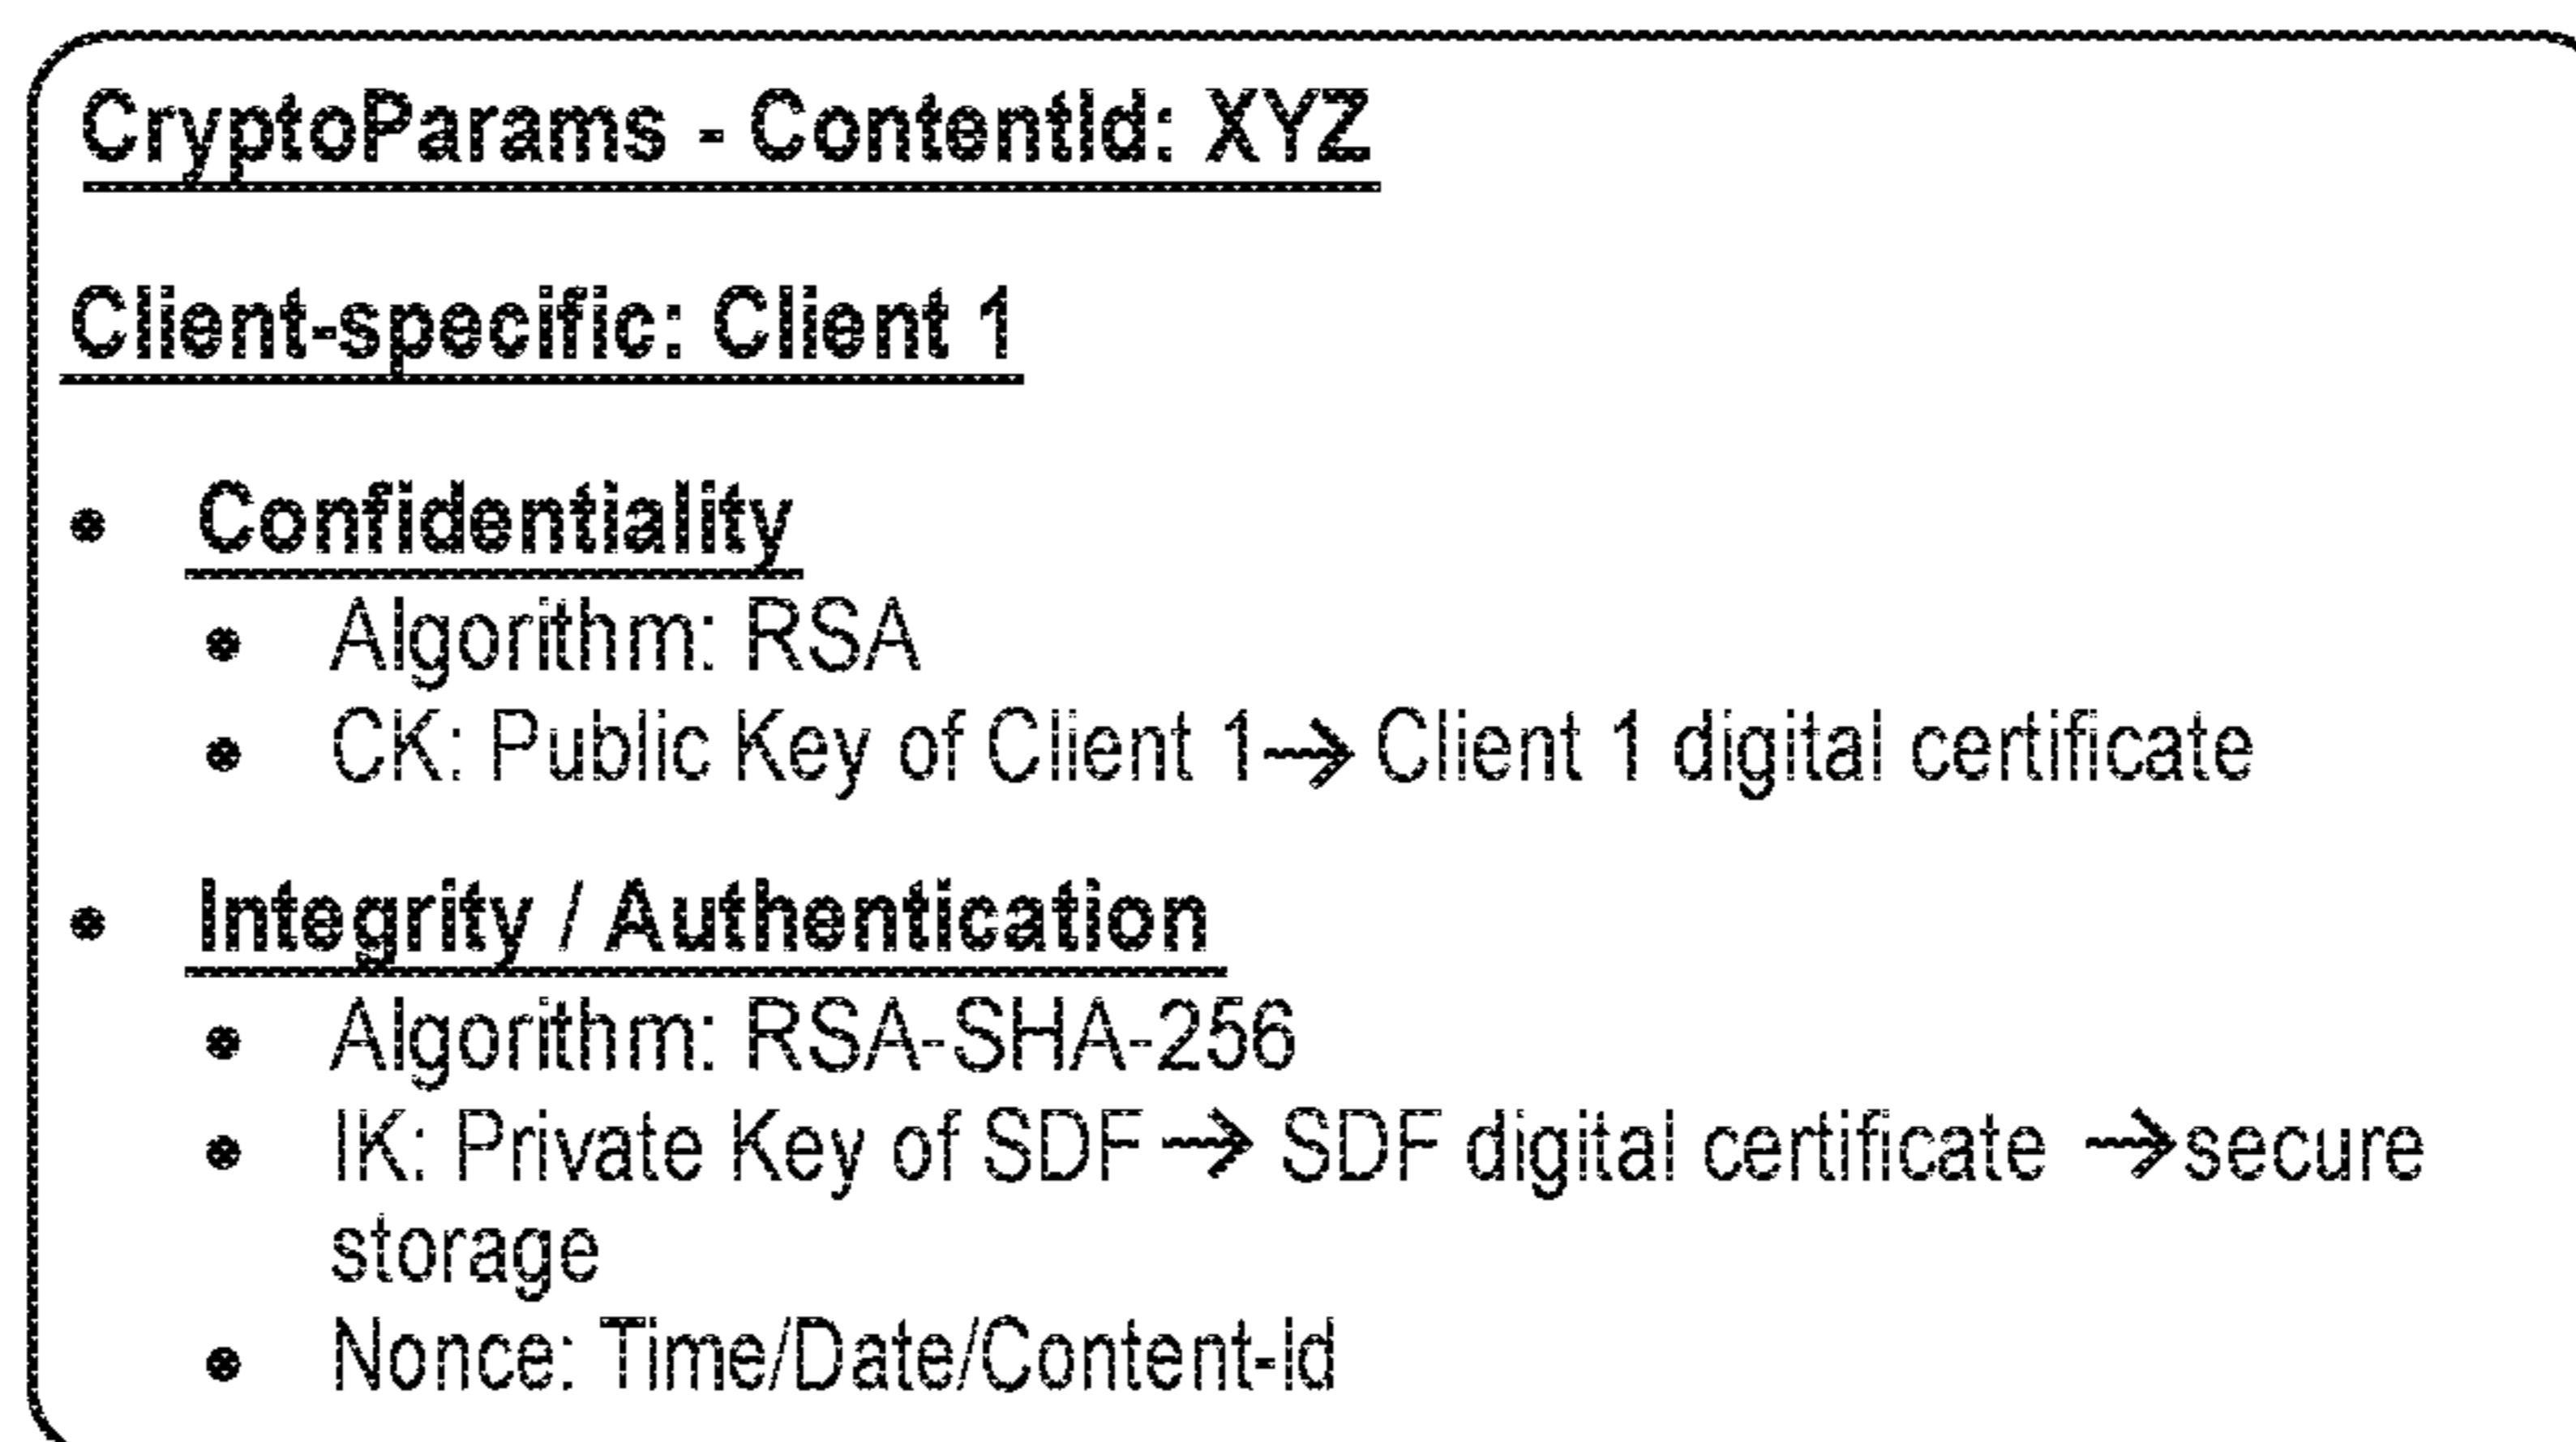 CryptoParams - ContentId: XYZ
Client-specific: Client 1
• Confidentiality
• Algorithm: RSA
• CK: Public Key of Client 1→ Client 1 digital certificate
• Integrity / Authentication
• Algorithm: RSA-SHA-256
• IK: Private Key of SDF → SDF digital certificate →secure
storage
• Nonce: Time/Date/Content-Id